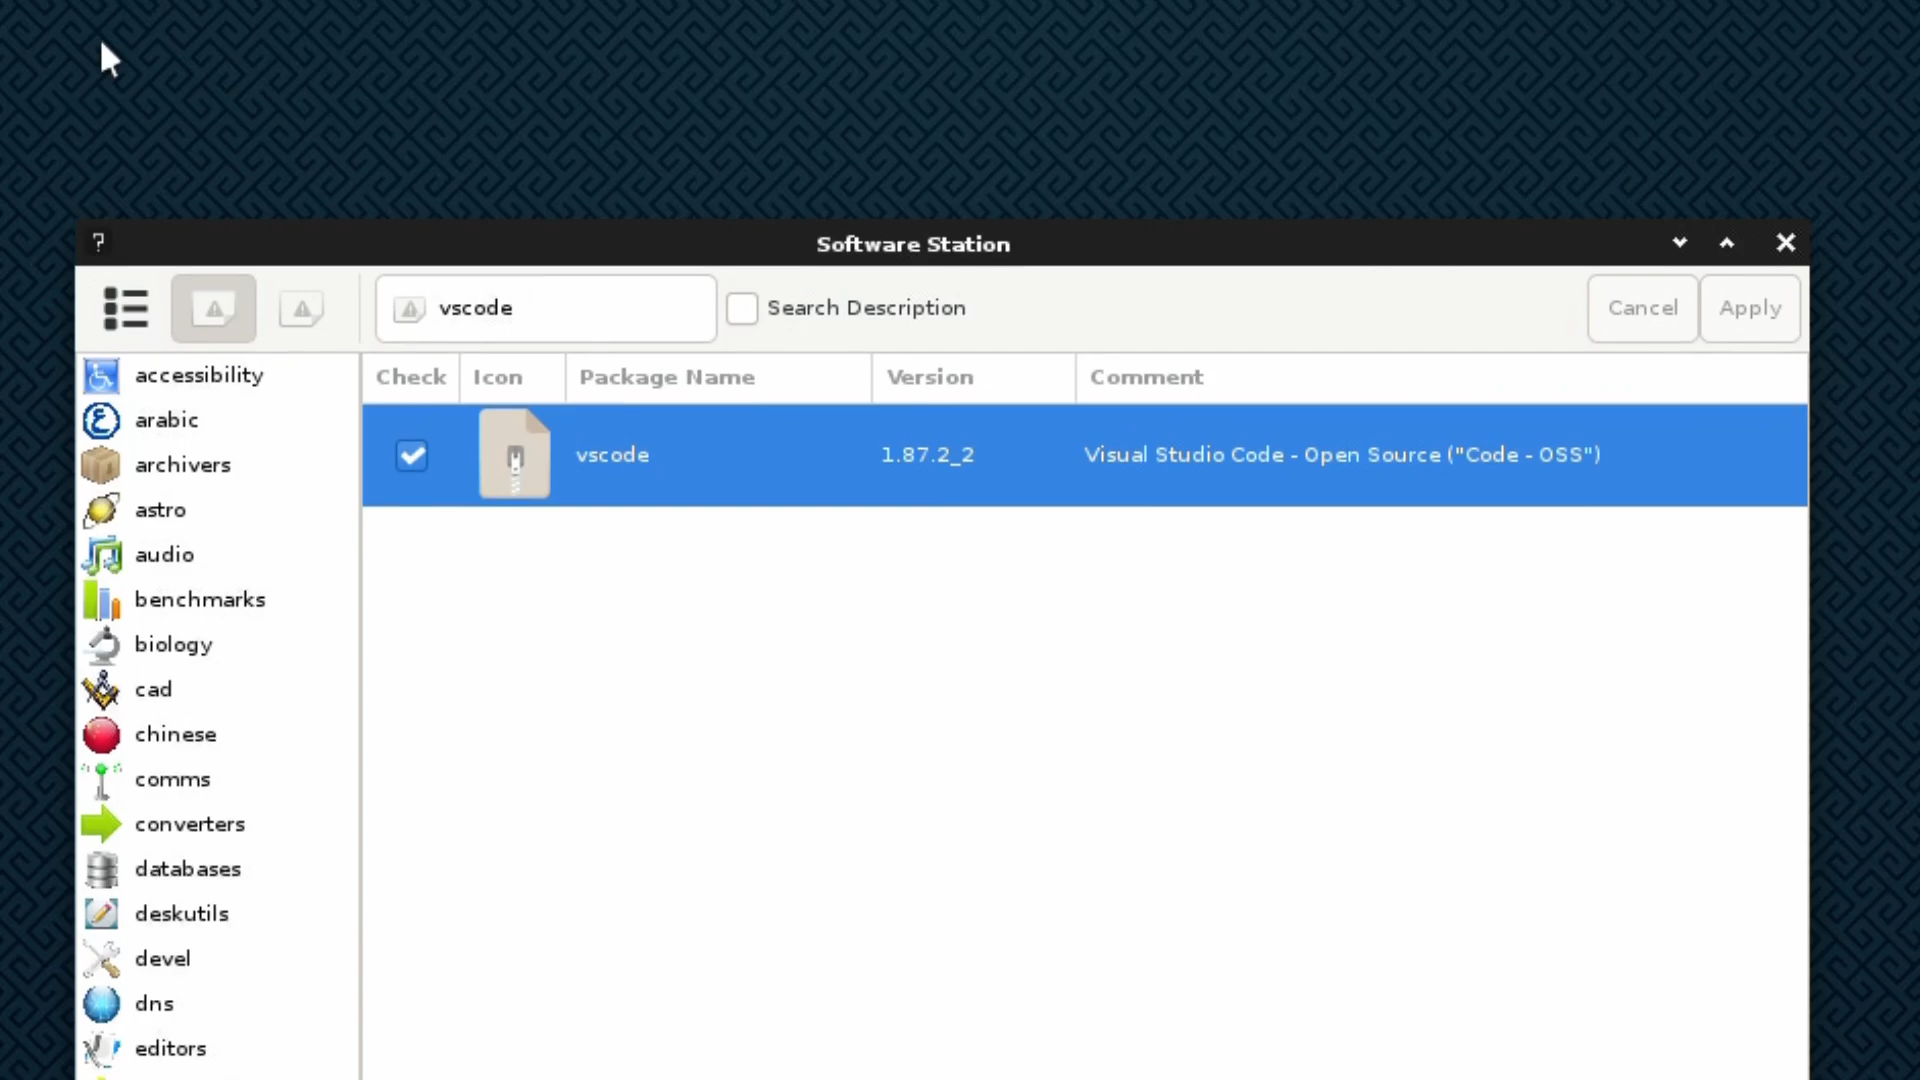 ?
Software Station
vscode
Search Description
Cancel
Apply
Check
Icon
Package Name
Version
Comment
vscode
1.87.2_2
Visual Studio Code - Open Source ("Code - OSS")
accessibility
arabic
archivers
astro
audio
benchmarks
biology
cad
chinese
comms
converters
databases
deskutils
devel
dns
editors